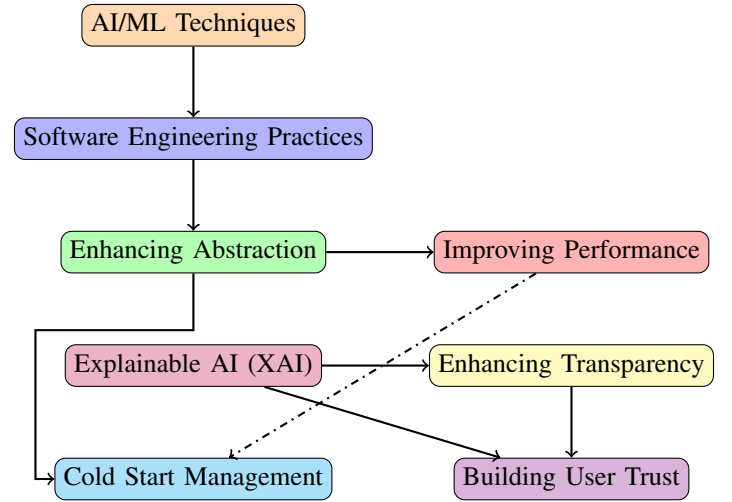 AI/ML Techniques
Software Engineering Practices
Enhancing Abstraction
Improving Performance
Explainable AI (XAI)
Enhancing Transparency
Cold Start Management
Building User Trust